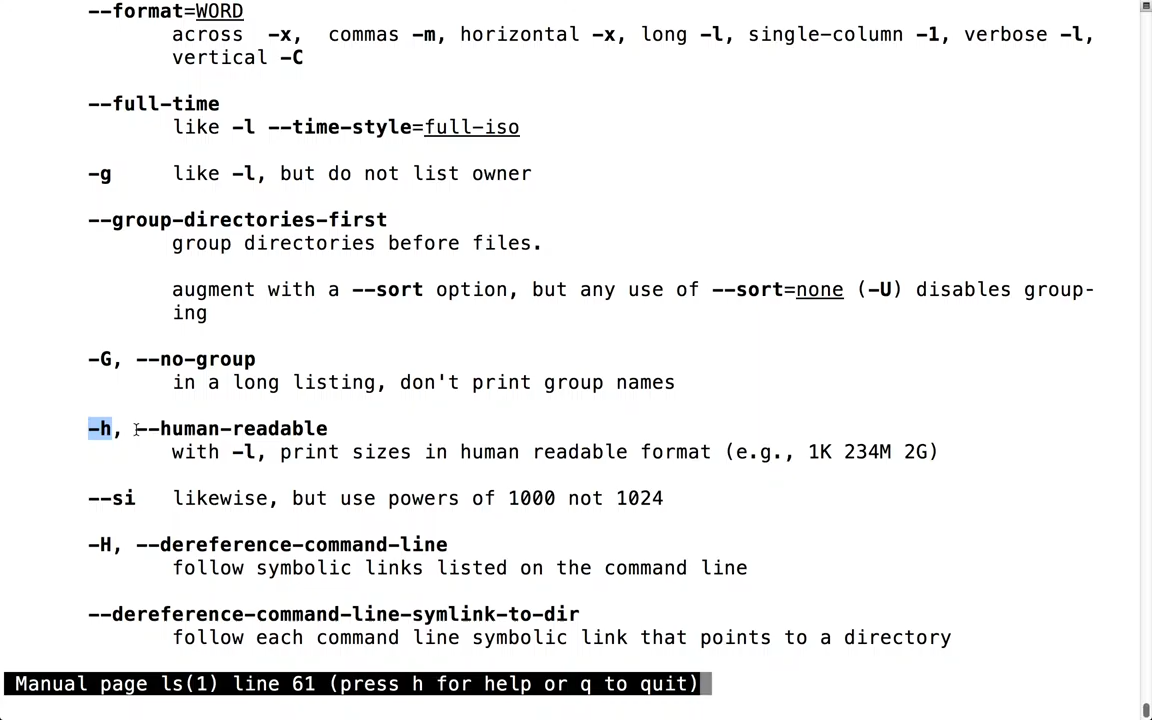 --format=WORD
across  -x,  commas -m, horizontal -x, long -l, single-column -1, verbose -l,
vertical -C
--full-time
like -l --time-style=full-iso
-g     like -l, but do not list owner
--group-directories-first
group directories before files.
augment with a --sort option, but any use of --sort=none (-U) disables group-
ing
-G, --no-group
in a long listing, don't print group names
-h, --human-readable
with -l, print sizes in human readable format (e.g., 1K 234M 2G)
--si   likewise, but use powers of 1000 not 1024
-H, --dereference-command-line
follow symbolic links listed on the command line
--dereference-command-line-symlink-to-dir
follow each command line symbolic link that points to a directory
Manual page ls(1) line 61 (press h for help or q to quit)